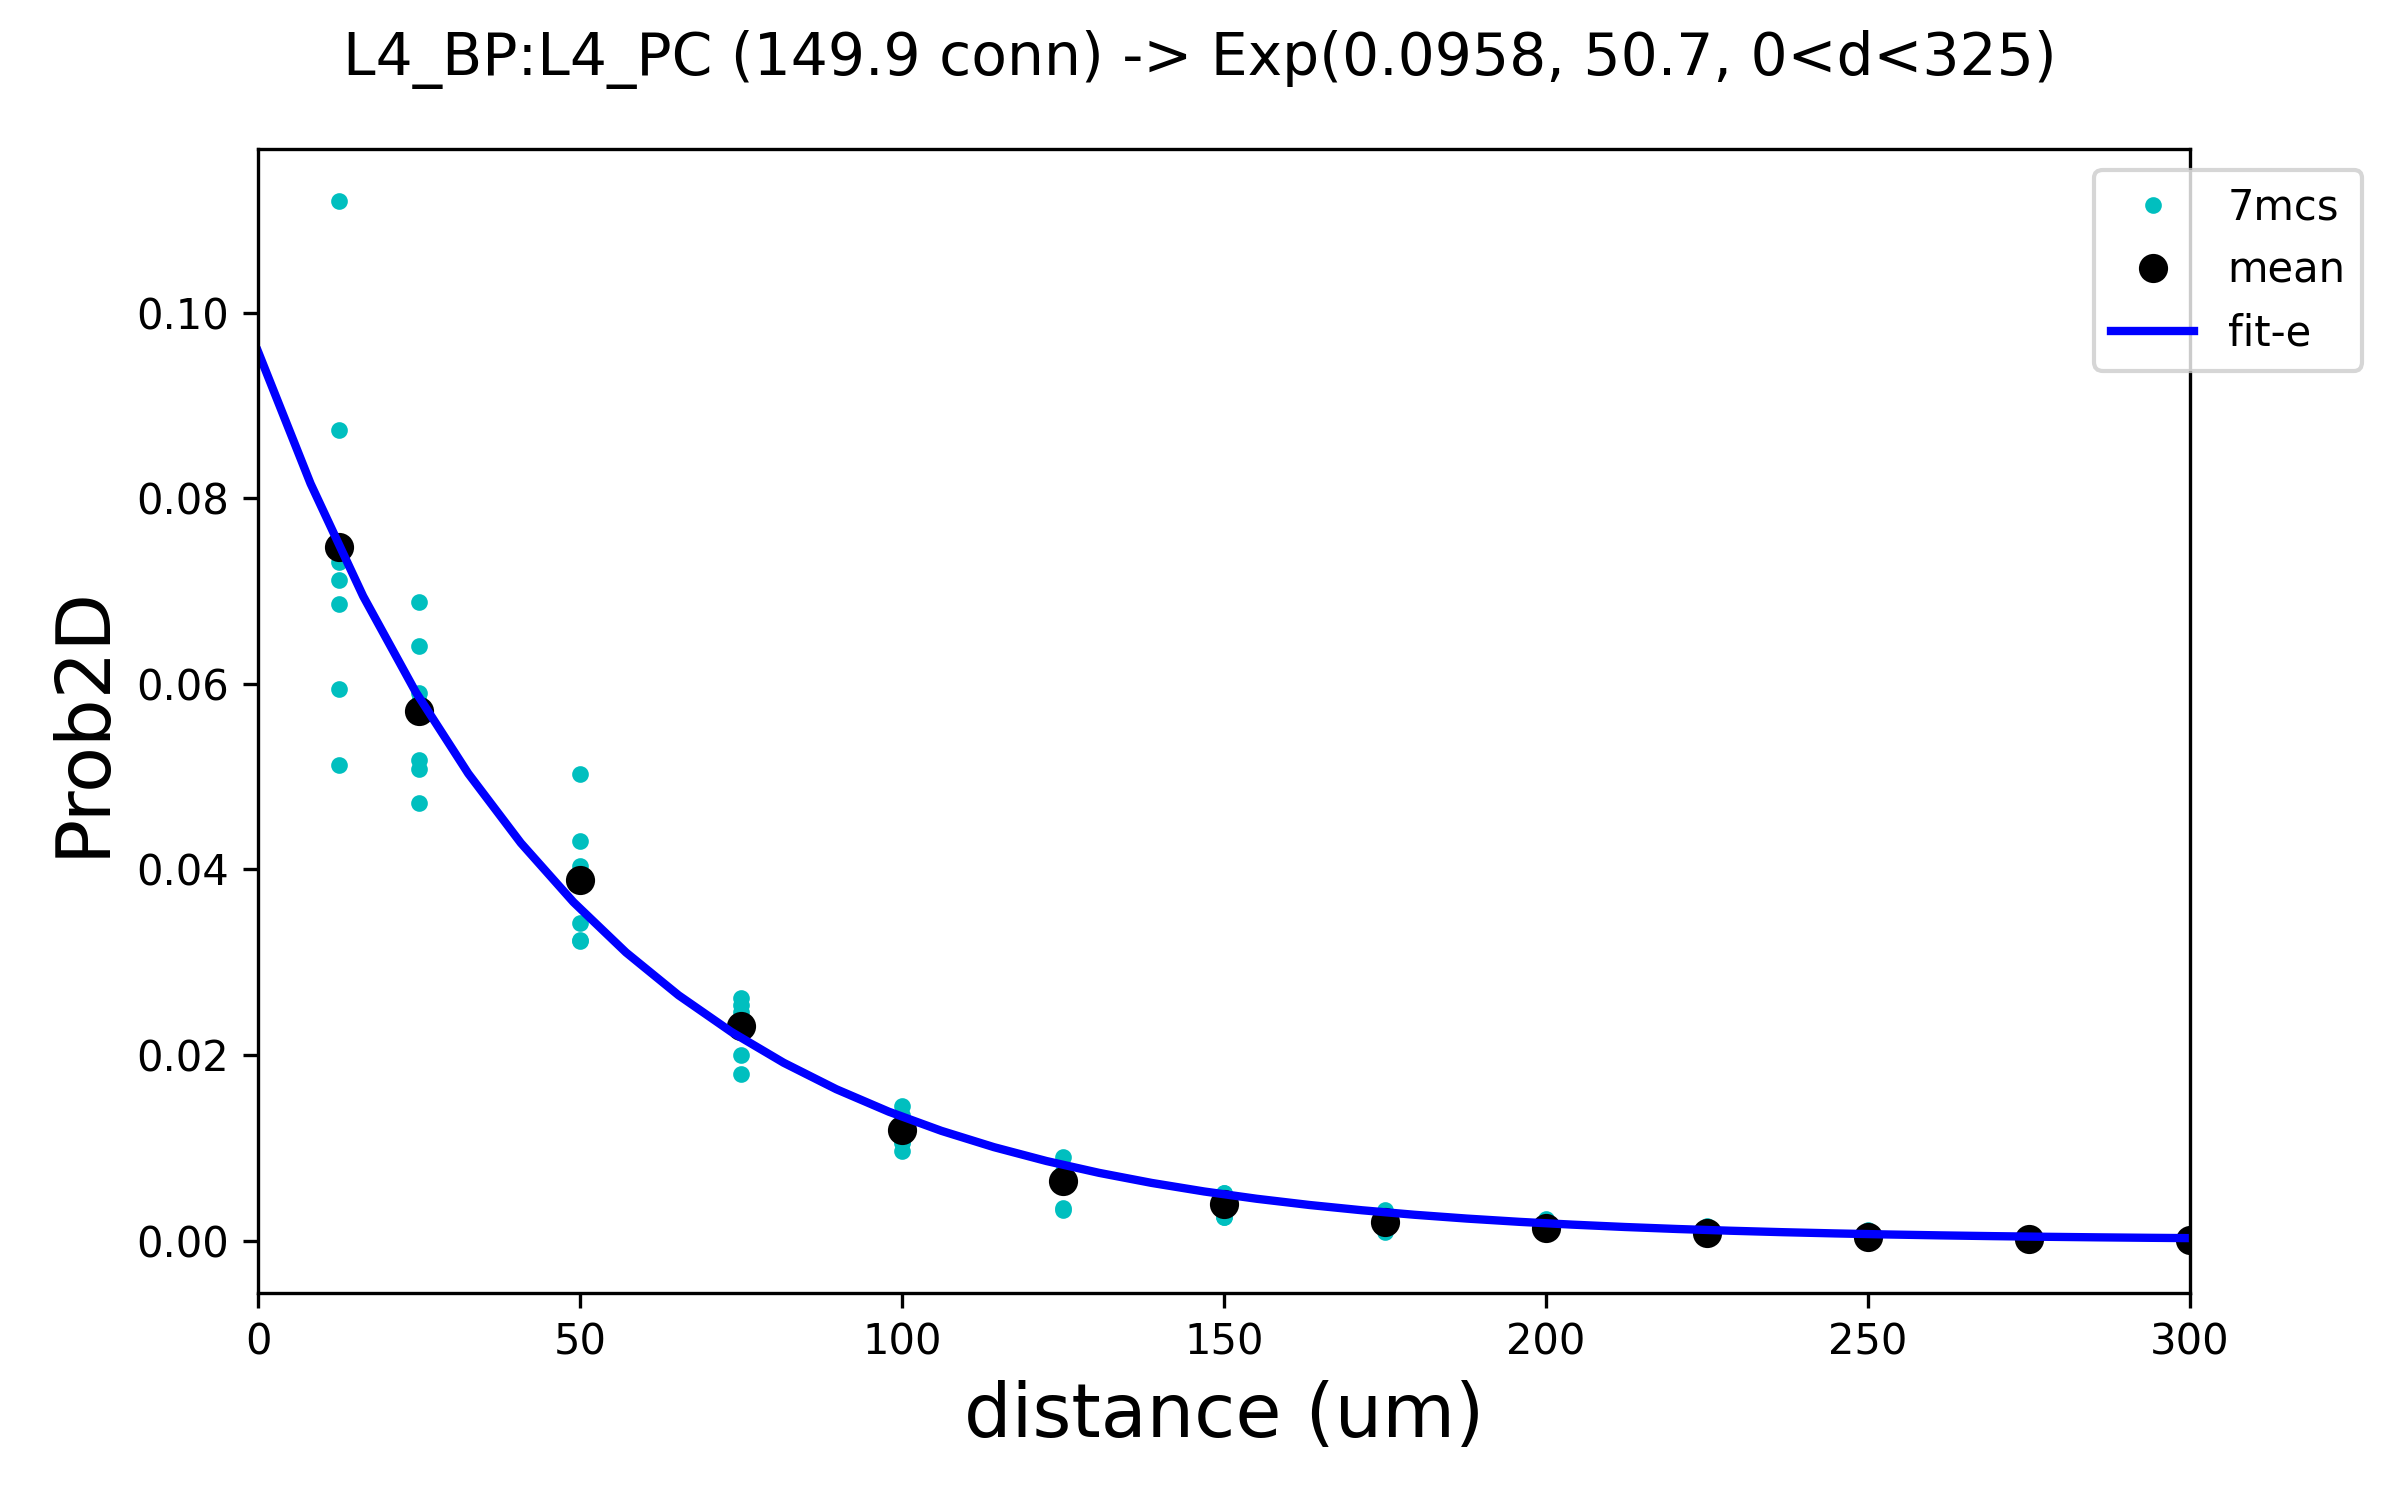 L4_BP:L4_PC (149.9 conn) -> Exp(0.0958, 50.7, 0<d<325)
7mcs
mean
fit-e
Prob2D
0.10
0.08
0.06
0.04
0.02
0.00
0 50 100 150 200 250 300
distance (um)